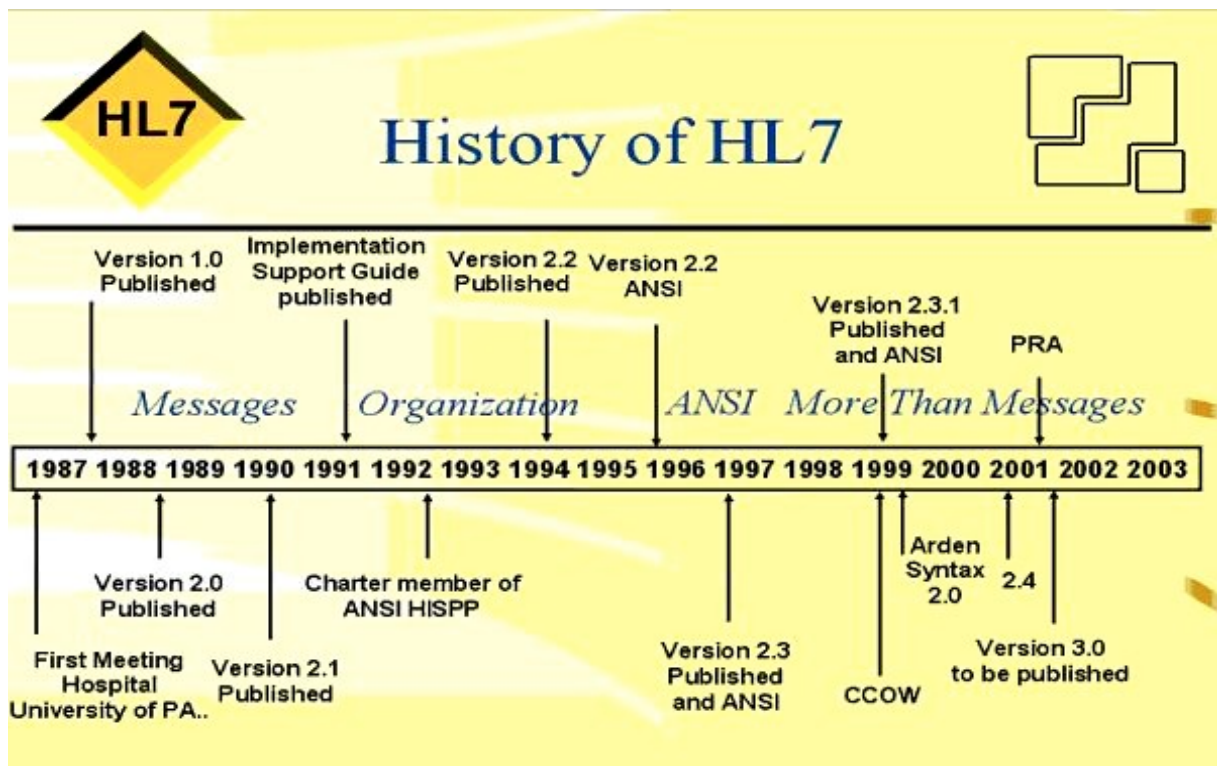 HL7
History of HL7
Version 1.0
Published
Implementation
Support Guide
published
Version 2.2
Published
Version 2.2
ANSI
Version 2.3.1
Published
and ANSI
PRA
Messages Organization ANSI More Than Messages
1987 1988 1989 1990 1991 1992 1993 1994 1995 1996 1997 1998 1999 2000 2001 2002 2003
First Meeting
Hospital
University of PA..
Version 2.0
Published
Version 2.1
Published
Charter member of
ANSI HISPP
Version 2.3
Published
and ANSI
CCOW
Arden
Syntax
2.0
2.4
Version 3.0
to be published